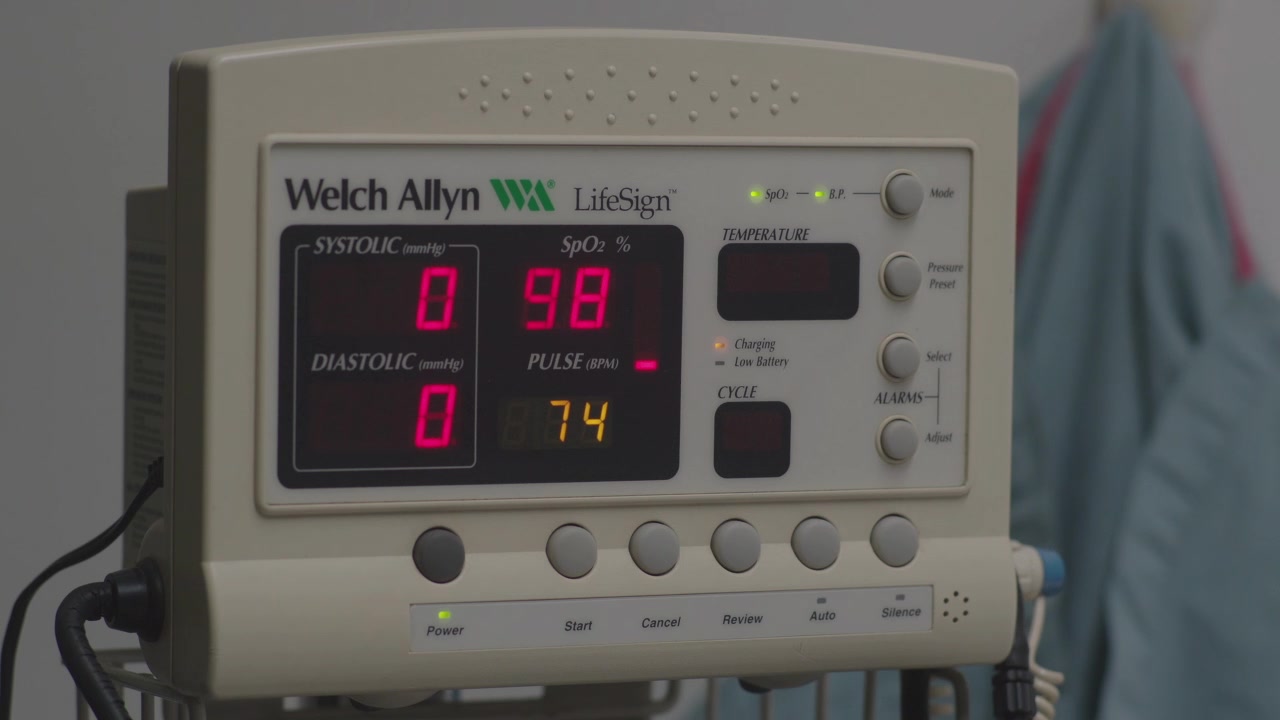 Welch Allyn WA® LifeSign™
SpO2 B.P. Mode
SYSTOLIC (mmHg)
0
SpO2 %
98
DIASTOLIC (mmHg)
0
PULSE (BPM)
74
TEMPERATURE
Charging
Low Battery
CYCLE
Pressure
Preset
Select
ALARMS
Adjust
Power Start Cancel Review Auto Silence